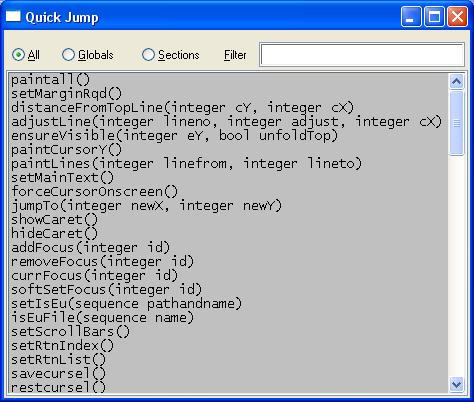 Quick Jump
All Globals Sections Filter
paintall()
setMarginRqd()
distanceFromTopLine(integer cY, integer cX)
adjustLine(integer lineno, integer adjust, integer cX)
ensureVisible(integer eY, bool unfoldTop)
paintCursorY()
paintLines(integer linefrom, integer lineto)
setMainText()
forceCursorOnscreen()
jumpTo(integer newX, integer newY)
showCaret()
hideCaret()
addFocus(integer id)
removeFocus(integer id)
currFocus(integer id)
softSetFocus(integer id)
setIsEu(sequence pathandname)
isEuFile(sequence name)
setScrollBars()
setRtnIndex()
setRtnList()
savecursel()
restcursel()